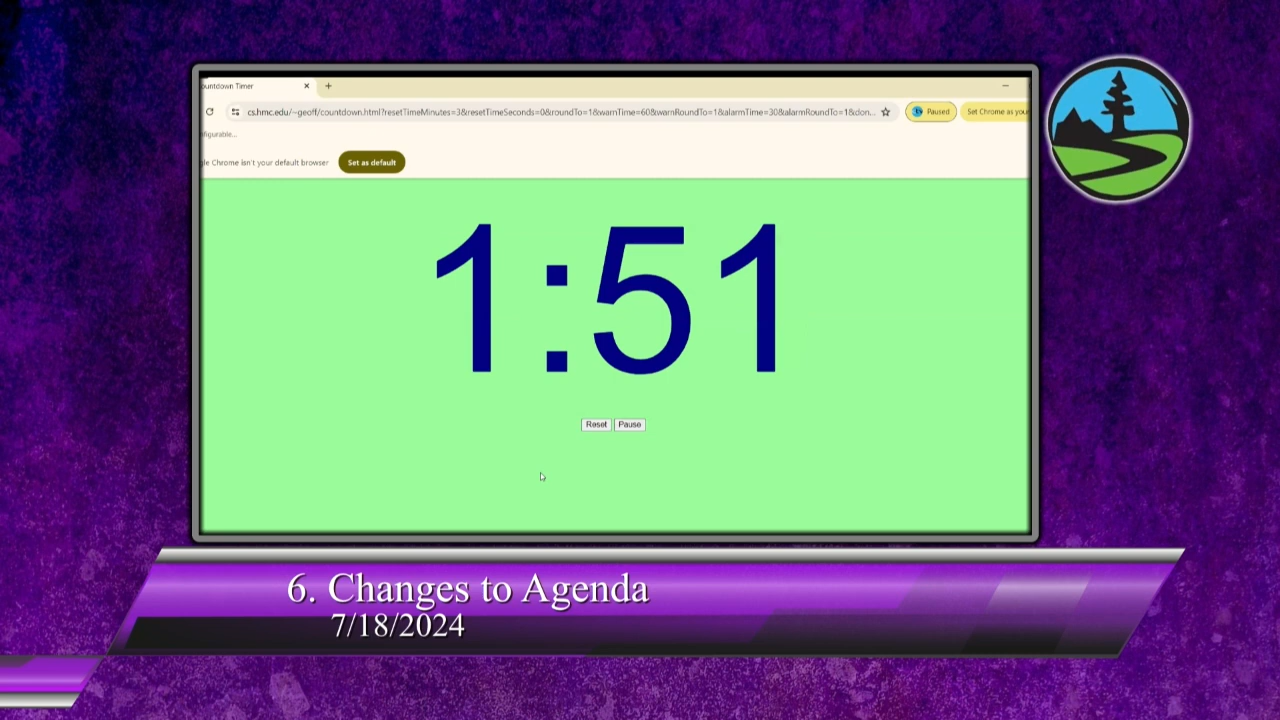 ountdown Timer
cs.hmc.edu/~geoff/countdown.html?resetTimeMinutes=3&resetTimeSeconds=0&roundTo=1&warnTime=60&warnRoundTo=1&alarmTime=30&alarmRoundTo=1&don...
Paused
Set Chrome as your
nfigurable...
gle Chrome isn't your default browser
Set as default
1:51
Reset
Pause
6. Changes to Agenda
7/18/2024